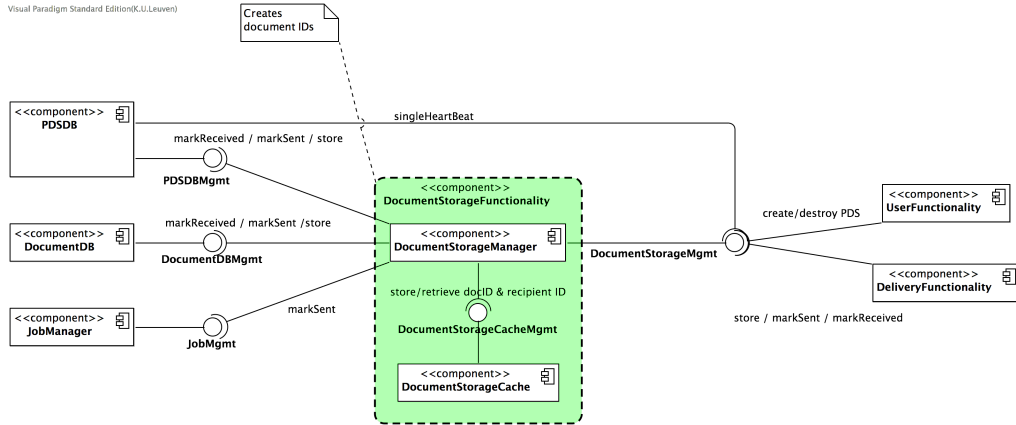 Visual Paradigm Standard Edition(K.U.Leuven)
Creates
document IDs
<<component>>
PDSDB
singleHeartBeat
markReceived / markSent / store
PDSDBMgmt
<<component>>
DocumentStorageFunctionality
<<component>>
UserFunctionality
create/destroy PDS
markReceived / markSent /store
<<component>>
DocumentDB
DocumentDBMgmt
<<component>>
DocumentStorageManager
DocumentStorageMgmt
<<component>>
DeliveryFunctionality
store/retrieve docID & recipient ID
markSent
<<component>>
JobManager
JobMgmt
DocumentStorageCacheMgmt
store / markSent / markReceived
<<component>>
DocumentStorageCache